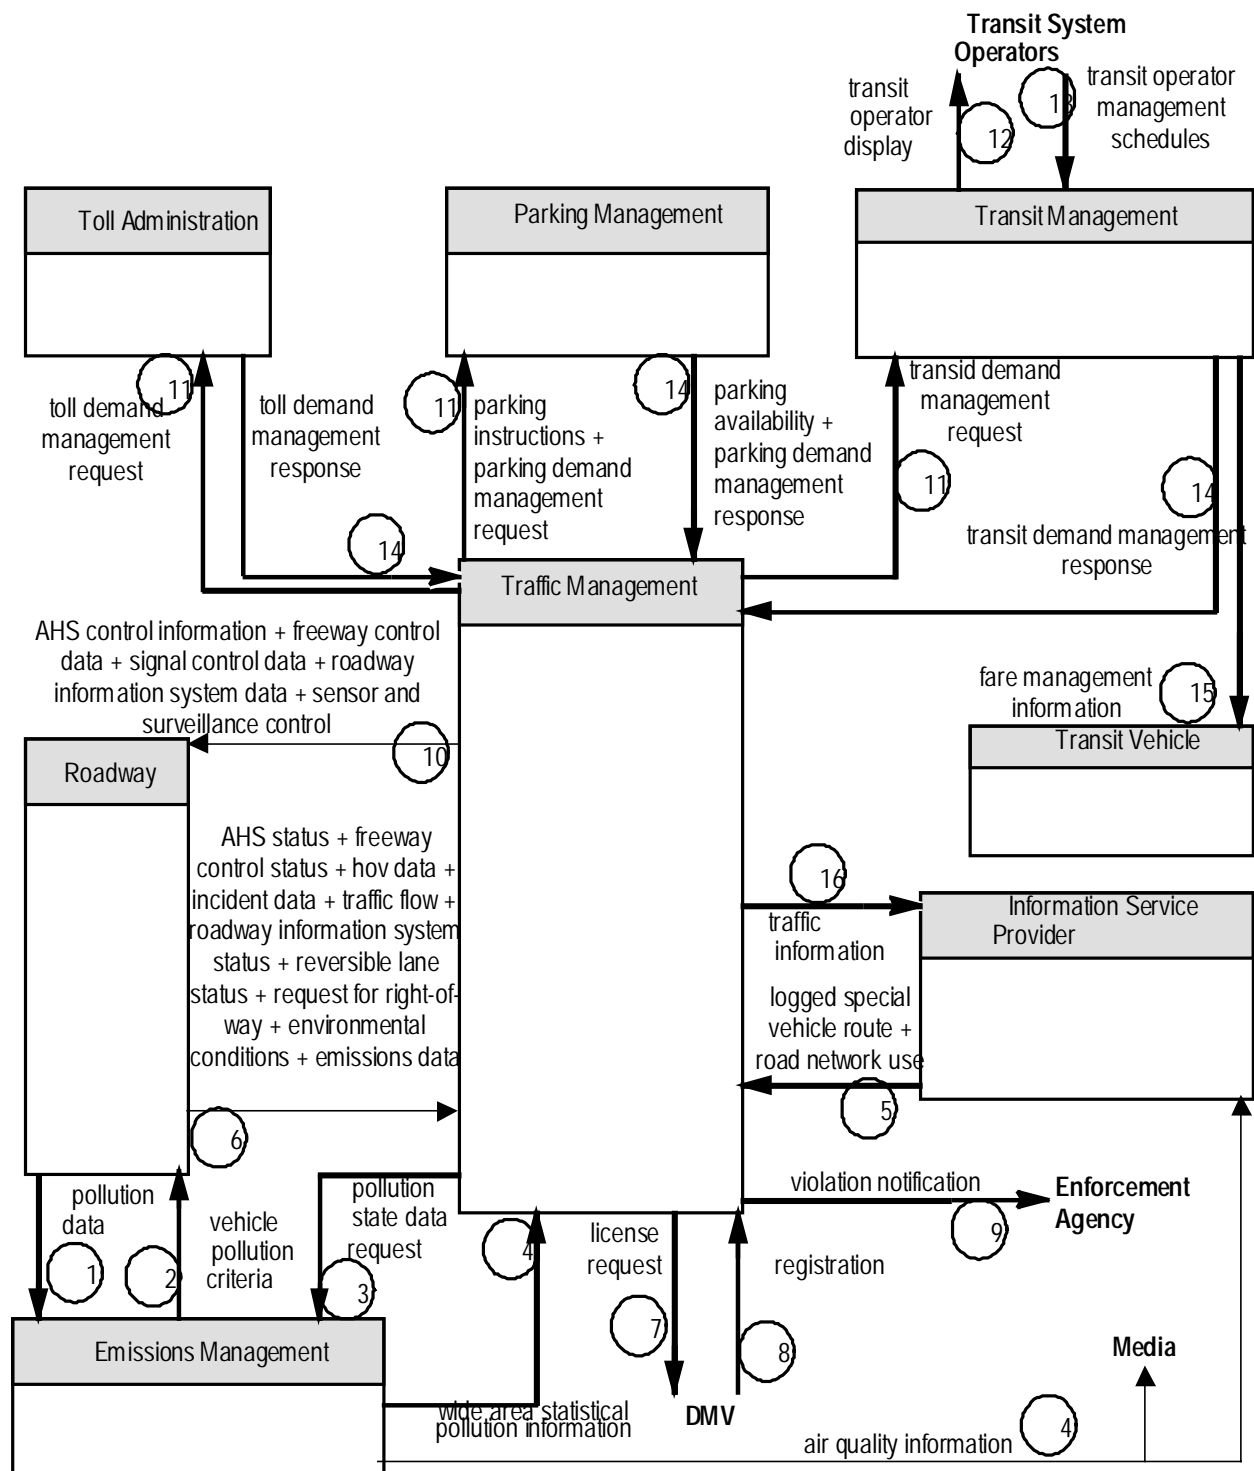 Transit System
Operators
transit
operator
display
12
13
transit operator
management
schedules
Toll Administration
Parking Management
Transit Management
11
toll demand
management
request
toll demand
management
response
14
11
parking
instructions +
parking demand
management
request
14
parking
availability +
parking demand
management
response
transid demand
management
request
11
14
transit demand management
response
Traffic Management
AHS control information + freeway control
data + signal control data + roadway
information system data + sensor and
surveillance control
10
fare management
information
15
Transit Vehicle
Roadway
AHS status + freeway
control status + hov data +
incident data + traffic flow +
roadway information system
status + reversible lane
status + request for right-of-
way + environmental
conditions + emissions data
6
16
traffic
information
Information Service
Provider
logged special
vehicle route +
road network use
5
pollution
data
1
2
vehicle
pollution
criteria
pollution
state data
request
3
4
license
request
7
registration
8
violation notification
9
Enforcement
Agency
Emissions Management
wide area statistical
pollution information
DMV
Media
air quality information
4